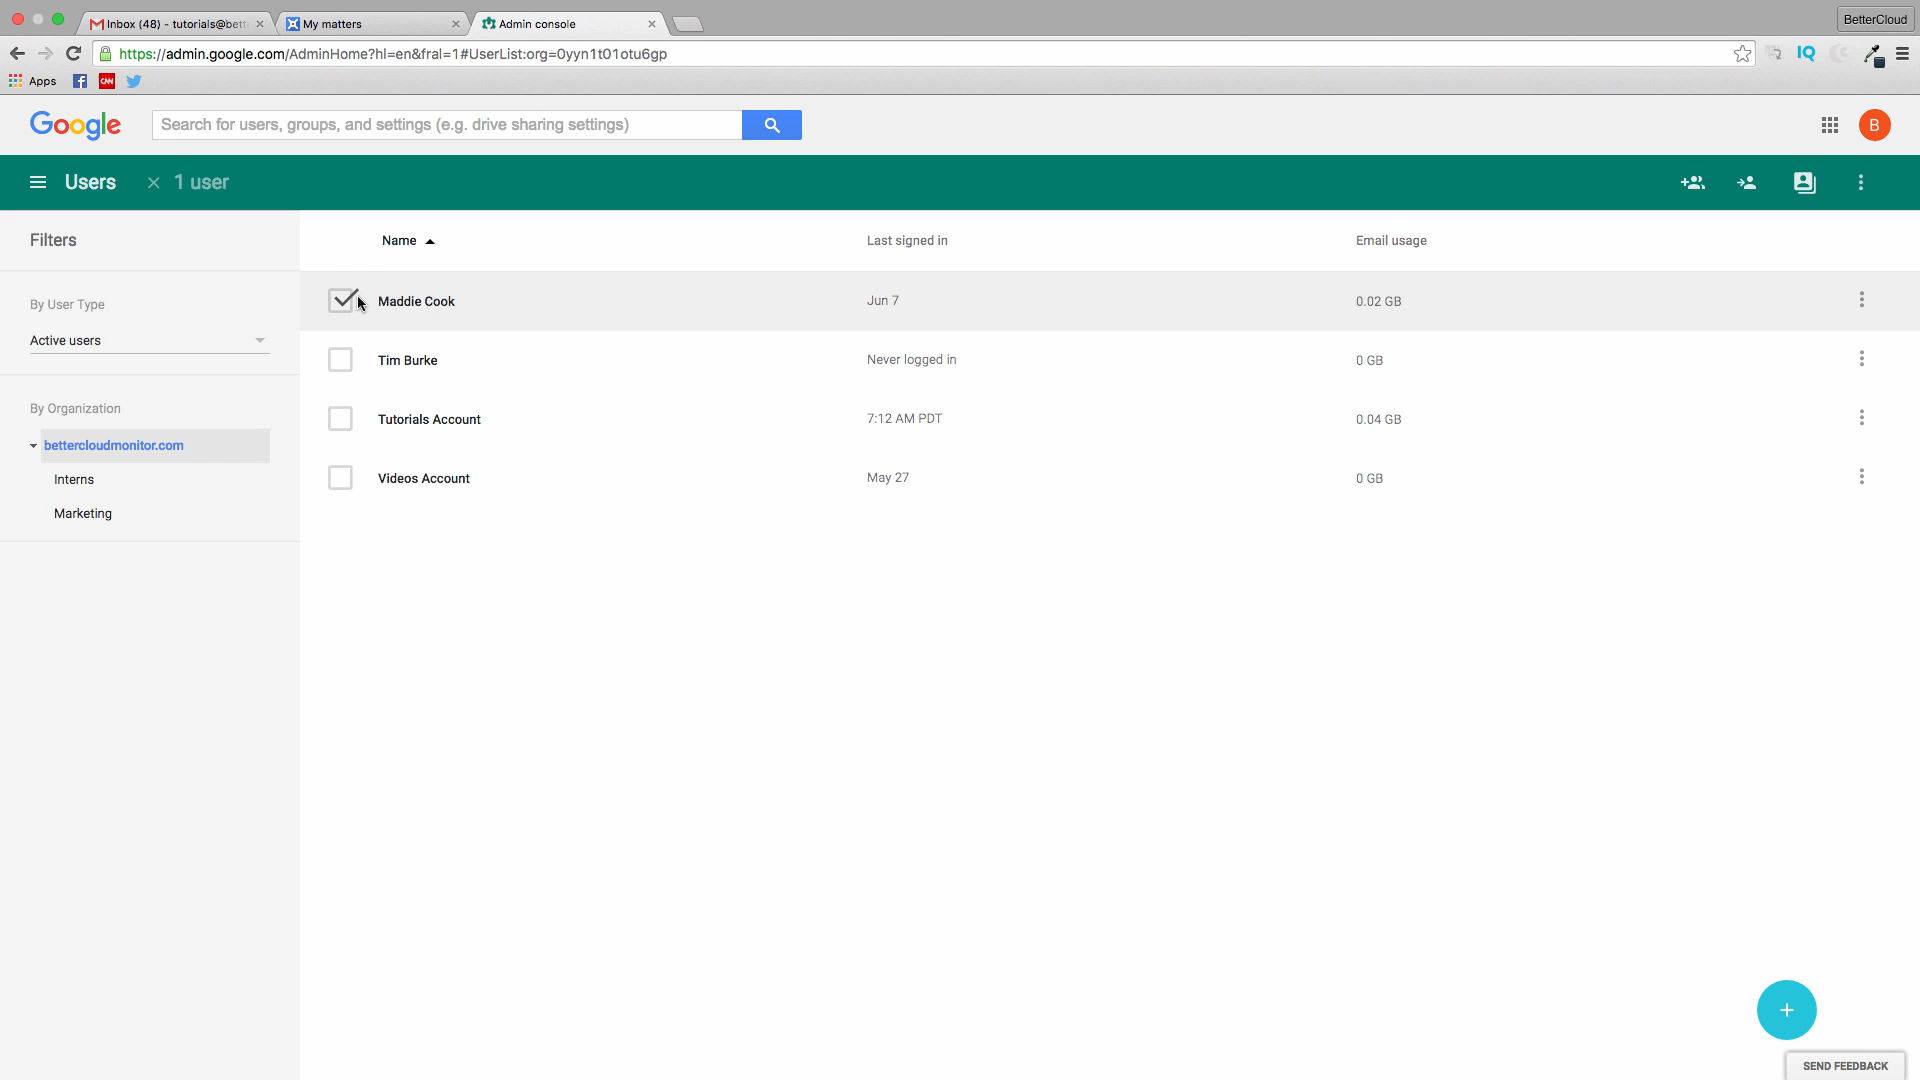 Inbox (48) - tutorials@bett
My matters
Admin console
BetterCloud
https://admin.google.com/AdminHome?hl=en&fral=1#UserList:org=0yyn1t01otu6gp
IQ
Apps
CNN
Google
Search for users, groups, and settings (e.g. drive sharing settings)
B
Users
1 user
Filters
Name
Last signed in
Email usage
By User Type
Active users
By Organization
bettercloudmonitor.com
Interns
Marketing
Maddie Cook
Jun 7
0.02 GB
Tim Burke
Never logged in
0 GB
Tutorials Account
7:12 AM PDT
0.04 GB
Videos Account
May 27
0 GB
SEND FEEDBACK